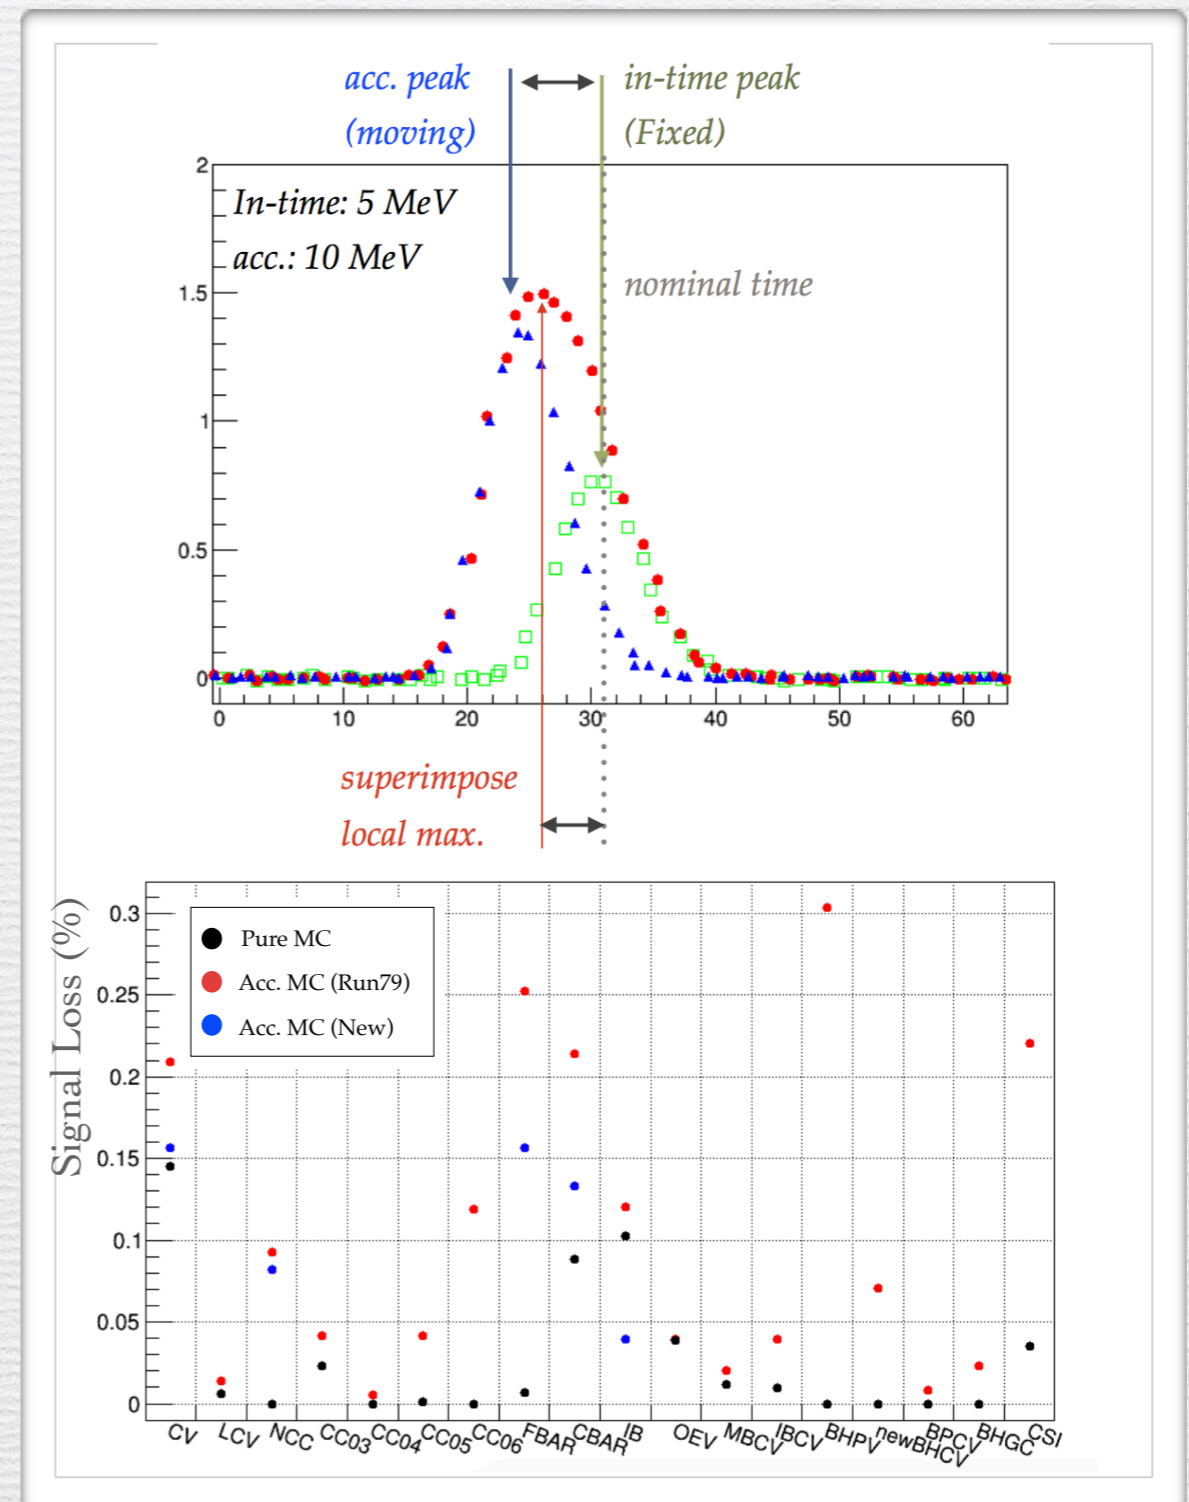 acc. peak
(moving)
in-time peak
(Fixed)
In-time: 5 MeV
acc.: 10 MeV
nominal time
2
1.5
1
0.5
0
0 10 20 30 40 50 60
superimpose
local max.
Signal Loss (%)
Pure MC
Acc. MC (Run79)
Acc. MC (New)
0.3
0.25
0.2
0.15
0.1
0.05
0
CV LCV NCC CC03 CC04 CC05 CC06 FBAR CBAR IB OEV MBCV IBCV BHPV newBHCV BPCV BHGC CSI